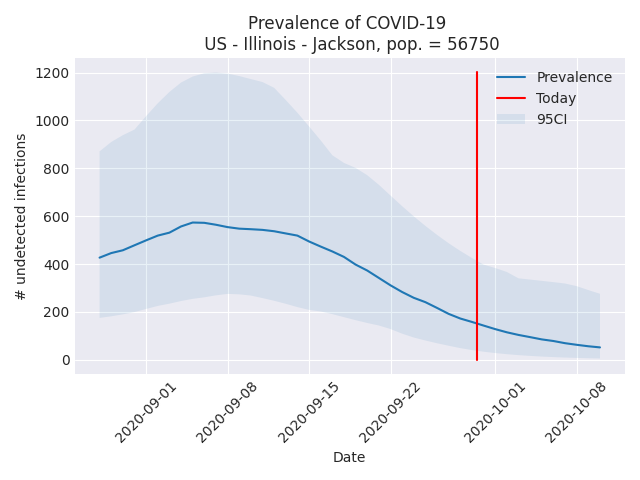 Prevalence of COVID-19
US - Illinois - Jackson, pop. = 56750
Prevalence
Today
95CI
# undetected infections
1200
1000
800
600
400
200
0
2020-09-01
2020-09-08
2020-09-15
2020-09-22
2020-10-01
2020-10-08
Date